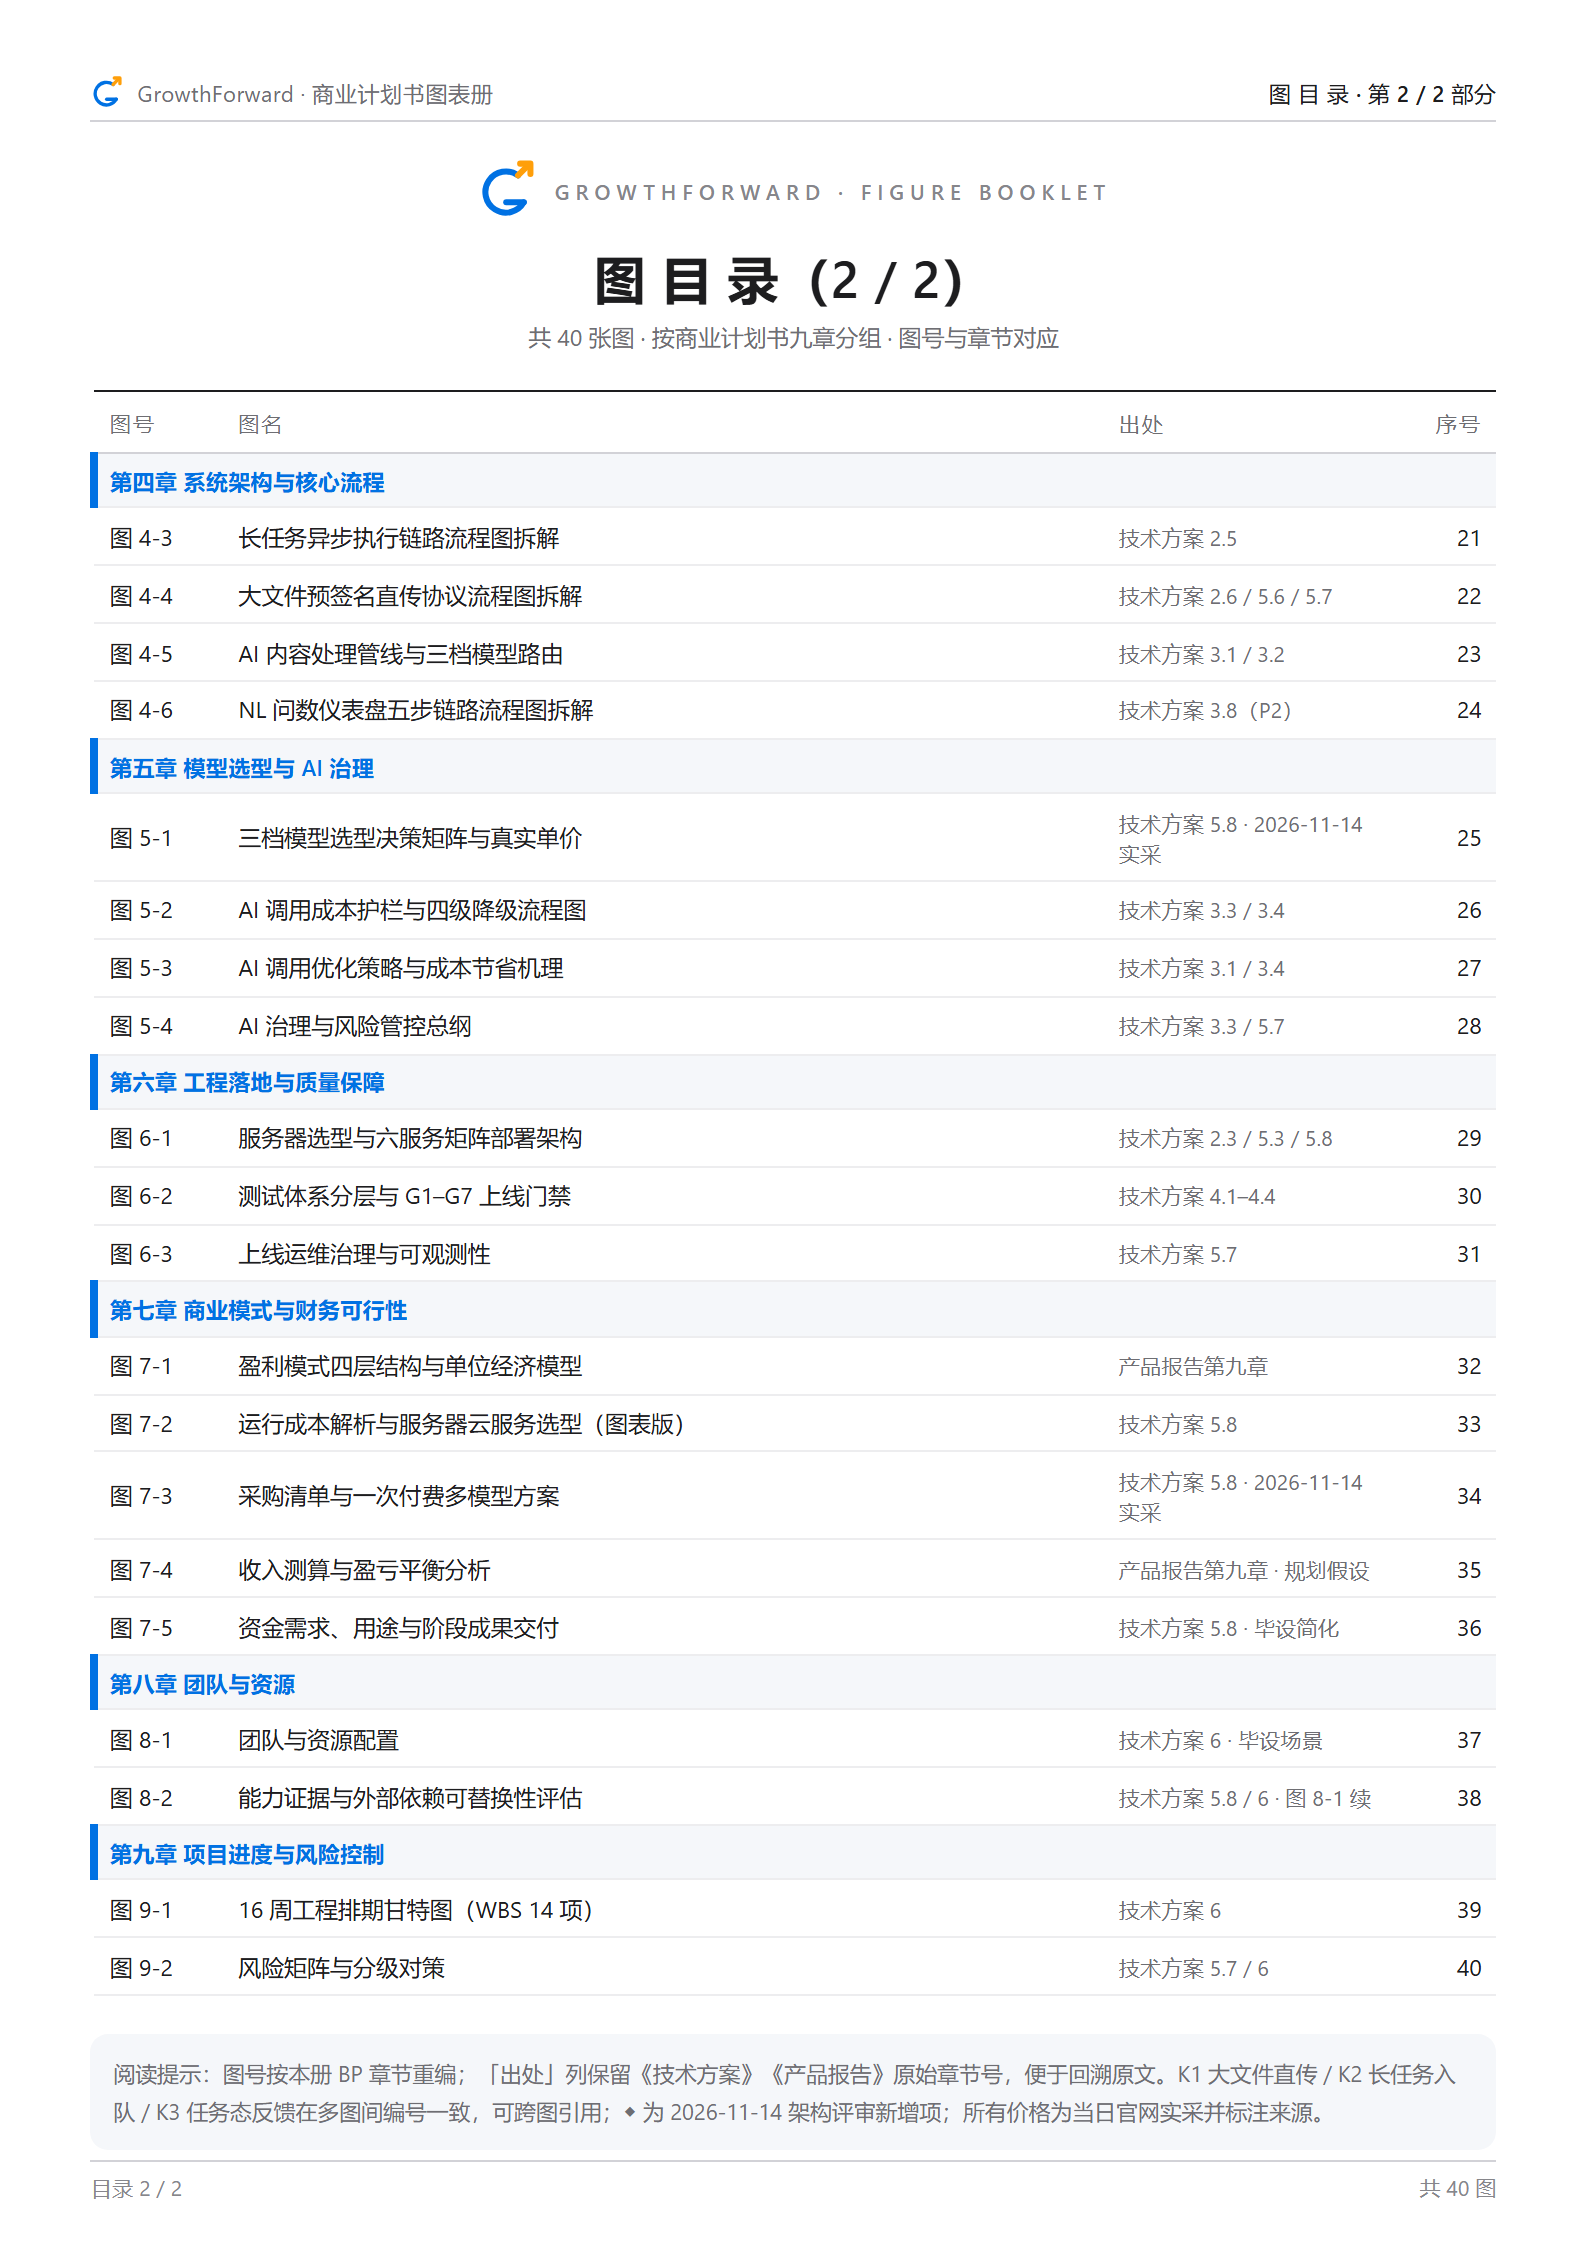 GrowthForward · 商业计划书图表册
图 目 录 · 第 2 / 2 部分
GROWTHFORWARD · FIGURE BOOKLET
图 目 录 (2 / 2)
共 40 张图 · 按商业计划书九章分组 · 图号与章节对应
图号 图名 出处 序号
第四章 系统架构与核心流程
图 4-3 长任务异步执行链路流程图拆解 技术方案 2.5 21
图 4-4 大文件预签名直传协议流程图拆解 技术方案 2.6 / 5.6 / 5.7 22
图 4-5 AI 内容处理管线与三档模型路由 技术方案 3.1 / 3.2 23
图 4-6 NL 问数仪表盘五步链路流程图拆解 技术方案 3.8（P2） 24
第五章 模型选型与 AI 治理
图 5-1 三档模型选型决策矩阵与真实单价 技术方案 5.8 · 2026-11-14 25
实采
图 5-2 AI 调用成本护栏与四级降级流程图 技术方案 3.3 / 3.4 26
图 5-3 AI 调用优化策略与成本节省机理 技术方案 3.1 / 3.4 27
图 5-4 AI 治理与风险管控总纲 技术方案 3.3 / 5.7 28
第六章 工程落地与质量保障
图 6-1 服务器选型与六服务矩阵部署架构 技术方案 2.3 / 5.3 / 5.8 29
图 6-2 测试体系分层与 G1–G7 上线门禁 技术方案 4.1–4.4 30
图 6-3 上线运维治理与可观测性 技术方案 5.7 31
第七章 商业模式与财务可行性
图 7-1 盈利模式四层结构与单位经济模型 产品报告第九章 32
图 7-2 运行成本解析与服务器云服务选型（图表版） 技术方案 5.8 33
图 7-3 采购清单与一次付费多模型方案 技术方案 5.8 · 2026-11-14 34
实采
图 7-4 收入测算与盈亏平衡分析 产品报告第九章 · 规划假设 35
图 7-5 资金需求、用途与阶段成果交付 技术方案 5.8 · 毕设简化 36
第八章 团队与资源
图 8-1 团队与资源配置 技术方案 6 · 毕设场景 37
图 8-2 能力证据与外部依赖可替换性评估 技术方案 5.8 / 6 · 图 8-1 续 38
第九章 项目进度与风险控制
图 9-1 16 周工程排期甘特图（WBS 14 项） 技术方案 6 39
图 9-2 风险矩阵与分级对策 技术方案 5.7 / 6 40
阅读提示：图号按本册 BP 章节重编；「出处」列保留《技术方案》《产品报告》原始章节号，便于回溯原文。K1 大文件直传 / K2 长任务入
队 / K3 任务态反馈在多图间编号一致，可跨图引用；◆ 为 2026-11-14 架构评审新增项；所有价格为当日官网实采并标注来源。
目录 2 / 2
共 40 图